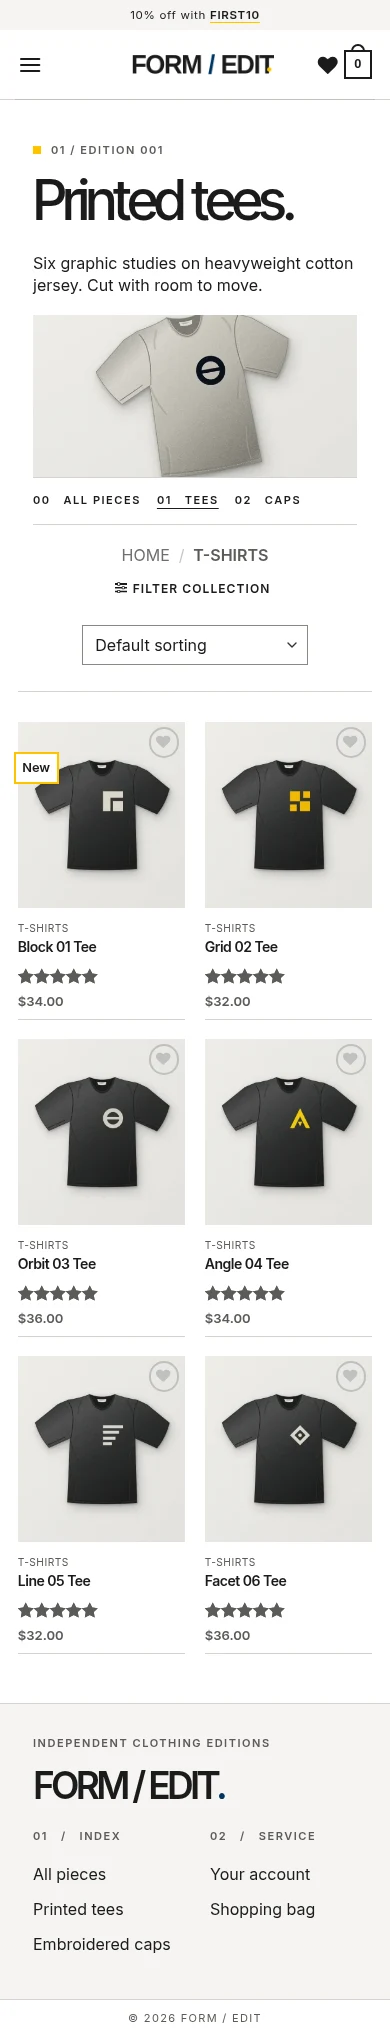 10% off with FIRST10
FORM / EDIT.
0
01 / EDITION 001
Printed tees.
Six graphic studies on heavyweight cotton
jersey. Cut with room to move.
00 ALL PIECES 01 TEES 02 CAPS
HOME / T-SHIRTS
FILTER COLLECTION
Default sorting
New
T-SHIRTS
Block 01 Tee
$34.00
T-SHIRTS
Grid 02 Tee
$32.00
T-SHIRTS
Orbit 03 Tee
$36.00
T-SHIRTS
Angle 04 Tee
$34.00
T-SHIRTS
Line 05 Tee
$32.00
T-SHIRTS
Facet 06 Tee
$36.00
INDEPENDENT CLOTHING EDITIONS
FORM / EDIT.
01 / INDEX
All pieces
Printed tees
Embroidered caps
02 / SERVICE
Your account
Shopping bag
© 2026 FORM / EDIT